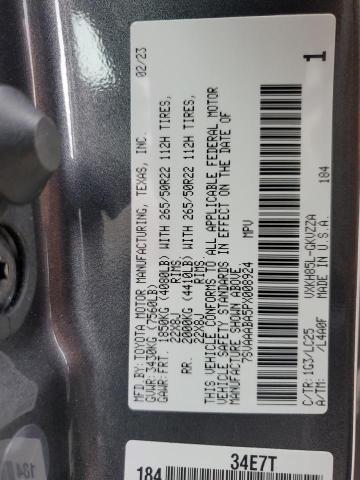 MFD. BY: TOYOTA MOTOR MANUFACTURING, TEXAS, INC. 02/23
GVWR: 3430KG (7560LB)
GAWR: FRT. 1850KG (4080LB) WITH 265/50R22 112H TIRES,
22X8J RIMS
RR. 2000KG (4410LB) WITH 265/50R22 112H TIRES,
22X8J RIMS
THIS VEHICLE CONFORMS TO ALL APPLICABLE FEDERAL MOTOR
VEHICLE SAFETY STANDARDS IN EFFECT ON THE DATE OF
MANUFACTURE SHOWN ABOVE.
7SVAAABA5PX008924 MPV
184
1
VXKH85L-GKVZZA
C/TR: 1G3/LC25 MADE IN U.S.A.
A/TM: /L4A0F
184
34E7T
184